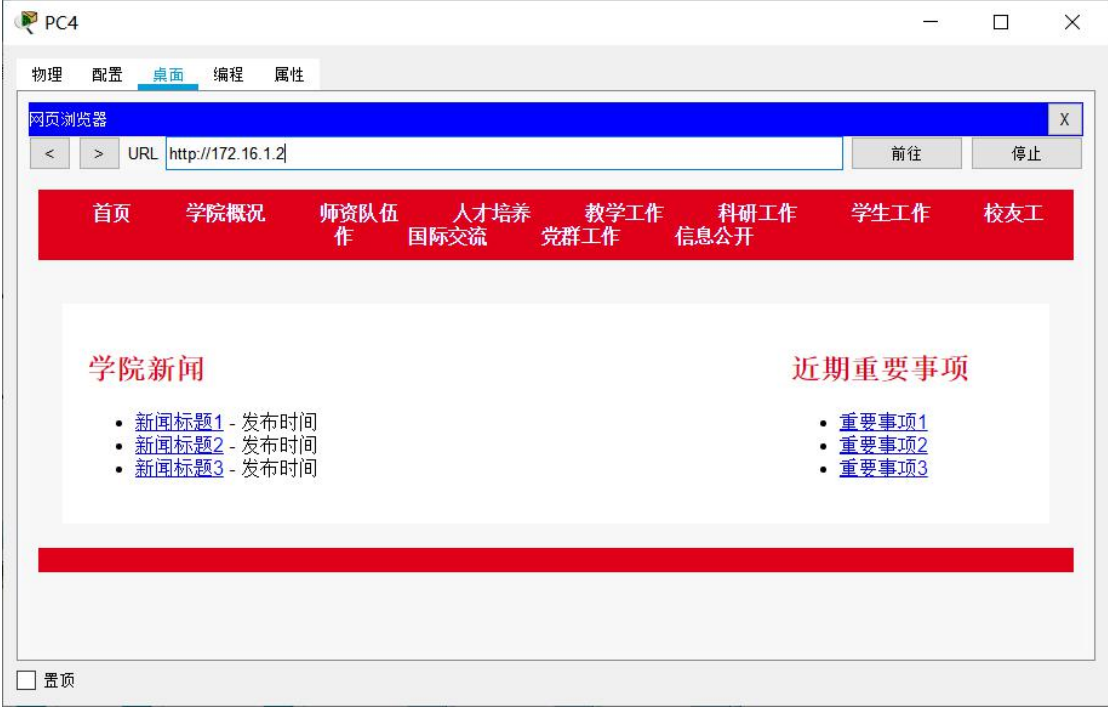 PC4
物理 配置 桌面 编程 属性
网页浏览器 X
< > URL http://172.16.1.2 前往 停止
首页 学院概况 师资队伍 人才培养 教学工作 科研工作 学生工作 校友工
作 国际交流 党群工作 信息公开
学院新闻 近期重要事项
新闻标题1 - 发布时间 重要事项1
新闻标题2 - 发布时间 重要事项2
新闻标题3 - 发布时间 重要事项3
置顶